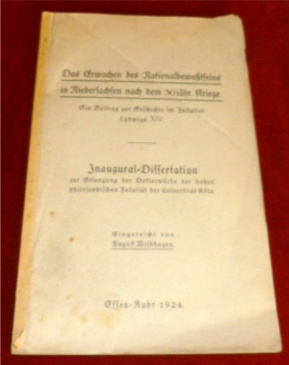 Das Erwachen des Nationalbewußtseins
in Niedersachsen nach dem 30jähr. Kriege.
Ein Beitrag zur Geschichte im Zeitalter
Ludwigs XIV.
Inaugural-Dissertation
zur Erlangung der Doktorwürde der hohen
philosophischen Fakultät der Universität Köln.
Eingereicht von
August Wildhagen.
Essen-Ruhr 1924.